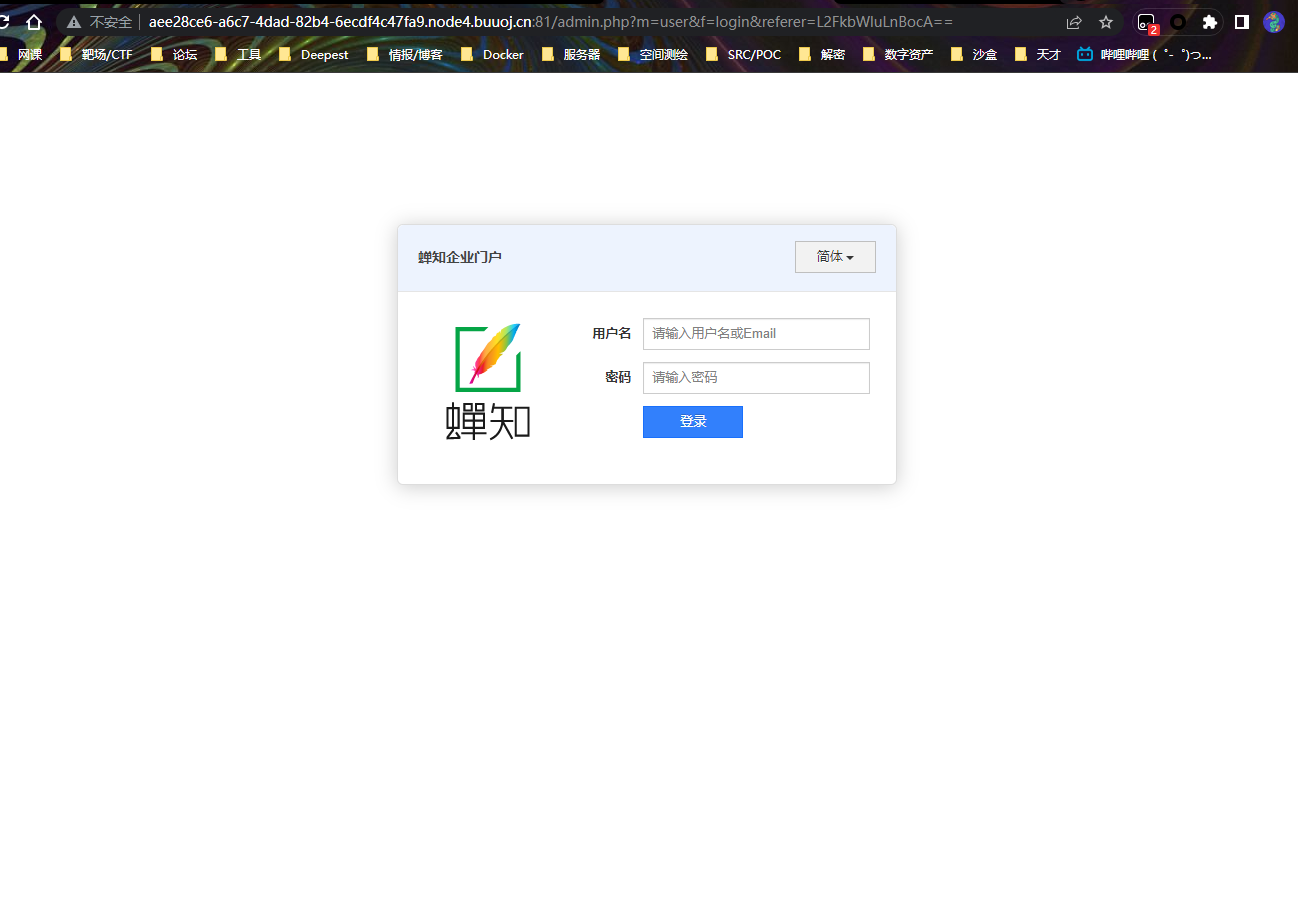 不安全 aee28ce6-a6c7-4dad-82b4-6ecdf4c47fa9.node4.buuoj.cn:81/admin.php?m=user&f=login&referer=L2FkbWluLnBocA==
2
网课 靶场/CTF 论坛 工具 Deepest 情报/博客 Docker 服务器 空间测绘 SRC/POC 解密 数字资产 沙盒 天才 哔哩哔哩 ( ゜- ゜)つ...
蝉知企业门户 简体
用户名 请输入用户名或Email
密码 请输入密码
登录
蝉知